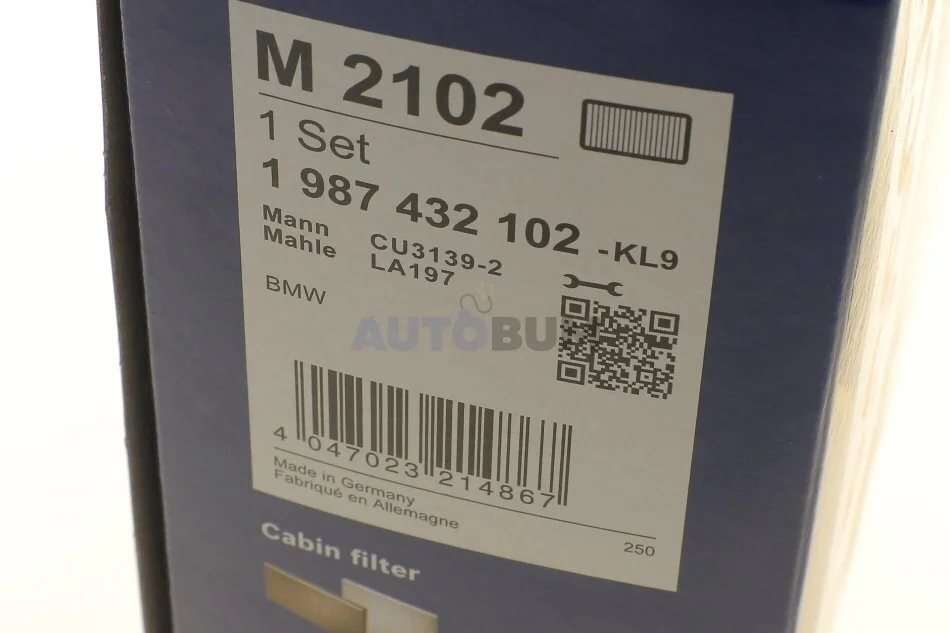 M 2102
1 Set
1 987 432 102 -KL9
Mann CU3139-2
Mahle LA197
BMW
AUTOBU
4 047023 214867
Made in Germany
Fabriqué en Allemagne
250
Cabin filter